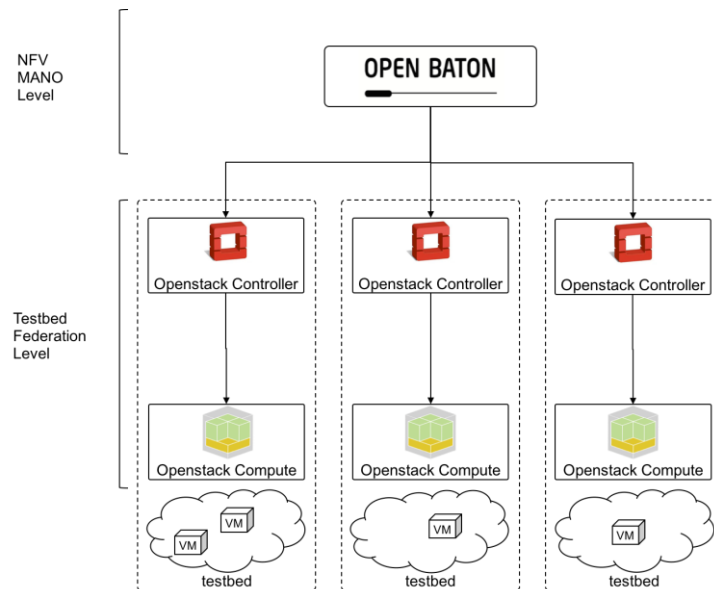 NFV
MANO
Level
OPEN BATON
Openstack Controller
Openstack Controller
Openstack Controller
Testbed
Federation
Level
Openstack Compute
Openstack Compute
Openstack Compute
VM
VM
VM
VM
testbed
testbed
testbed